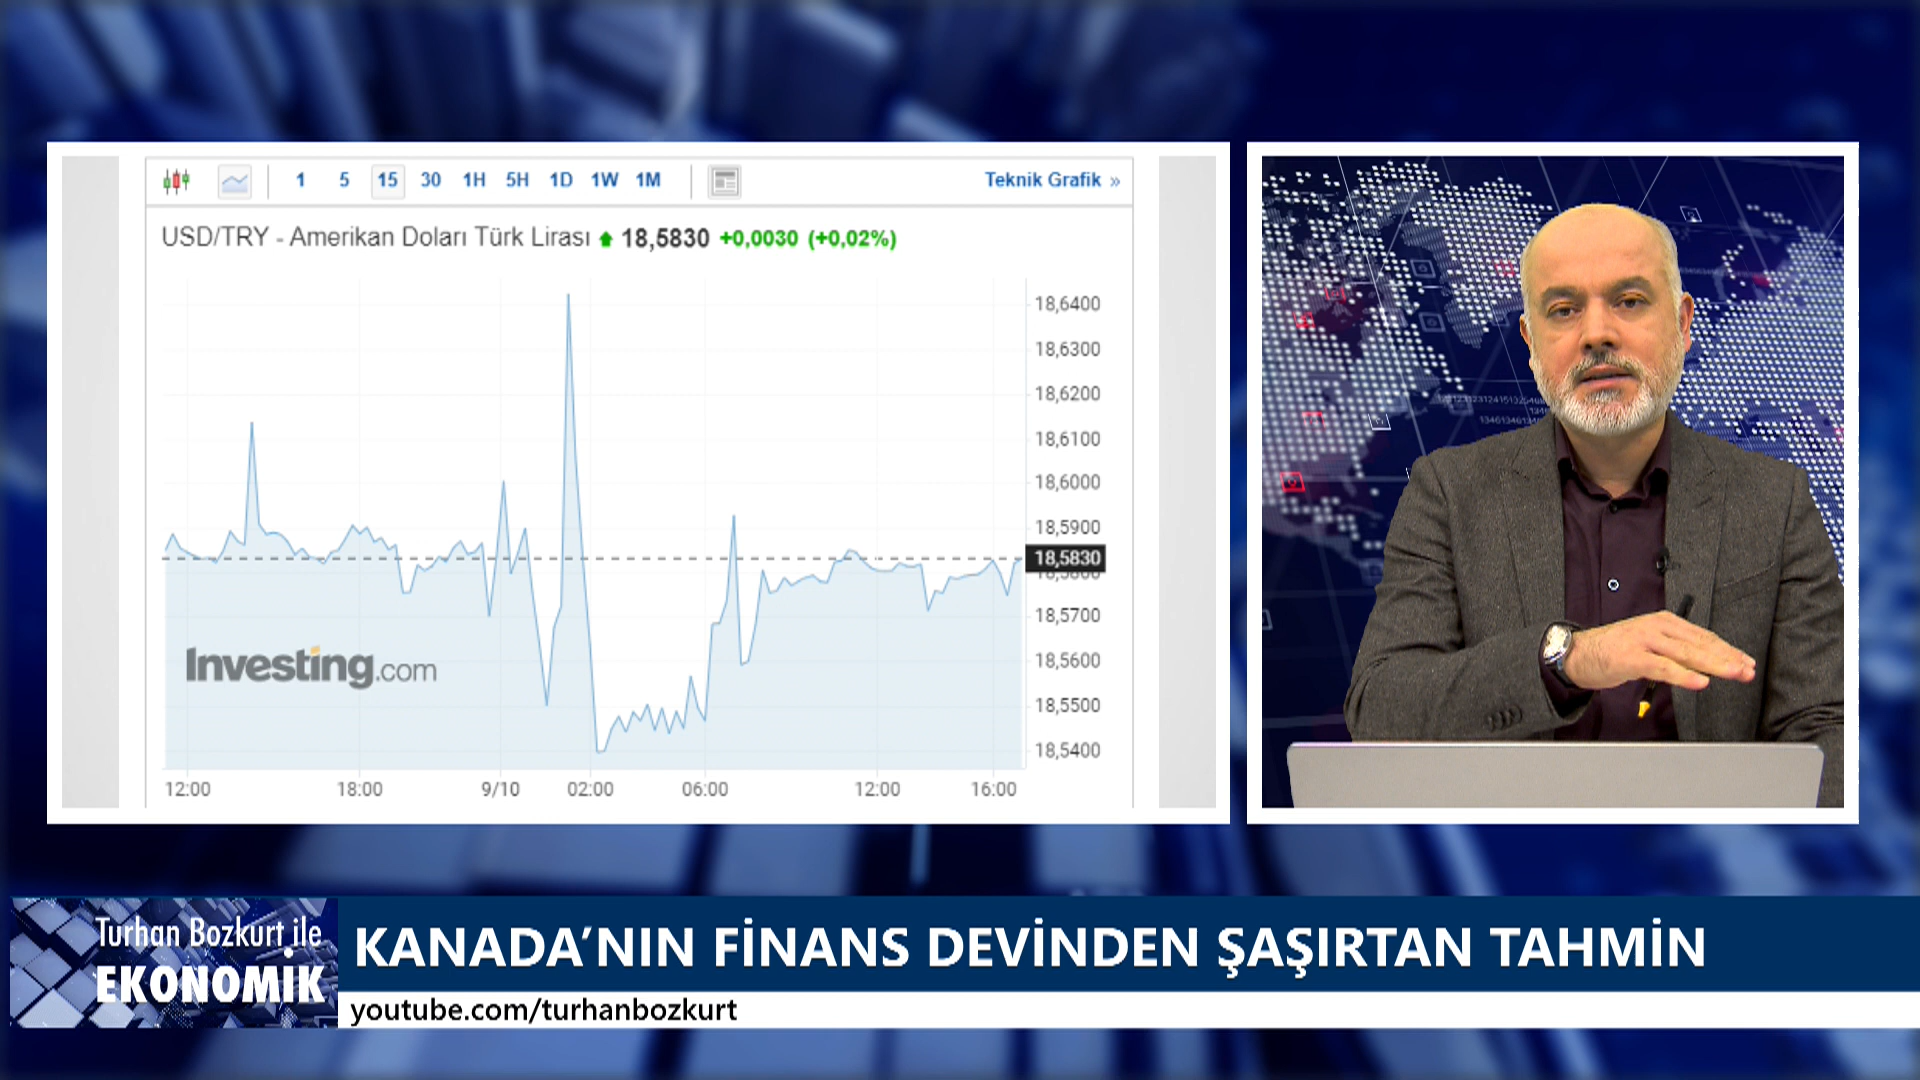 1 5 15 30 1H 5H 1D 1W 1M Teknik Grafik »
USD/TRY - Amerikan Doları Türk Lirası 18,5830 +0,0030 (+0,02%)
18,6400
18,6300
18,6200
18,6100
18,6000
18,5900
18,5830
18,5800
18,5700
18,5600
18,5500
18,5400
Investing.com
12:00 18:00 9/10 02:00 06:00 12:00 16:00
Turhan Bozkurt ile
EKONOMİK
KANADA’NIN FİNANS DEVİNDEN ŞAŞIRTAN TAHMİN
youtube.com/turhanbozkurt